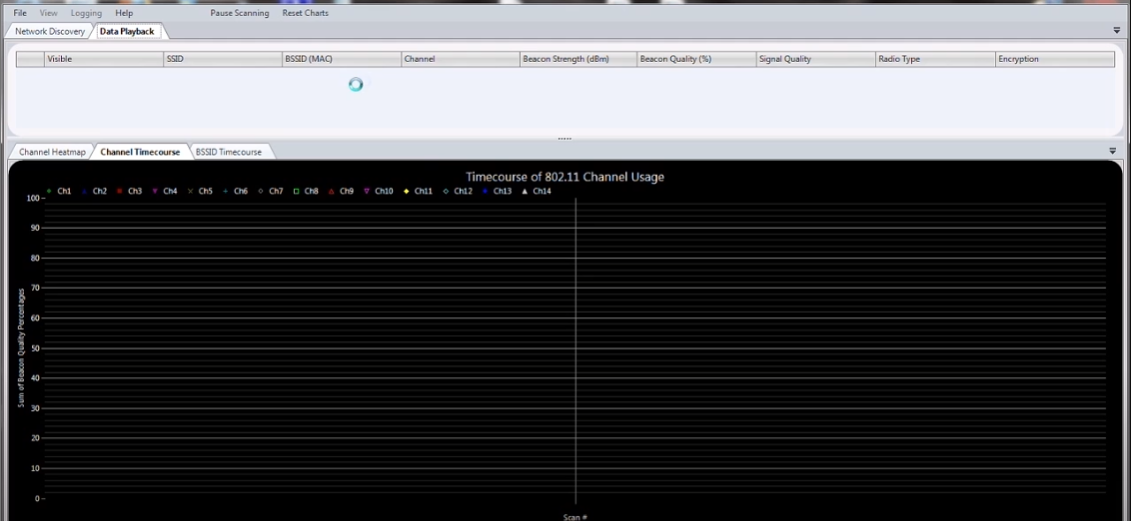 File View Logging Help Pause Scanning Reset Charts
Network Discovery Data Playback
Visible SSID BSSID (MAC) Channel Beacon Strength (dBm) Beacon Quality (%) Signal Quality Radio Type Encryption
Channel Heatmap Channel Timecourse BSSID Timecourse
Timecourse of 802.11 Channel Usage
Ch1 Ch2 Ch3 Ch4 Ch5 Ch6 Ch7 Ch8 Ch9 Ch10 Ch11 Ch12 Ch13 Ch14
Sum of Beacon Quality Percentages
100
90
80
70
60
50
40
30
20
10
0
Scan #